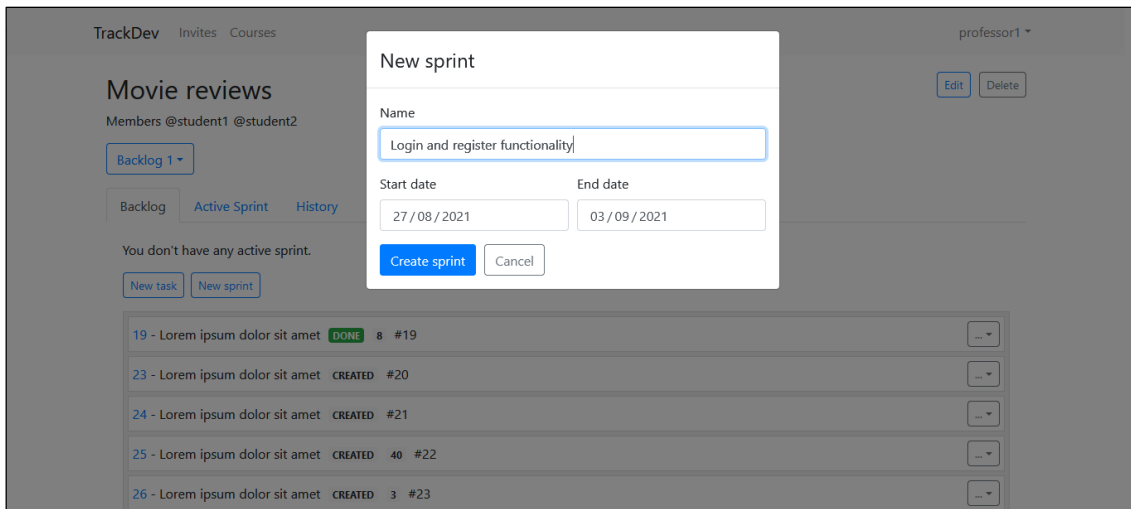 TrackDev Invites Courses professor1
Movie reviews
Edit Delete
Members @student1 @student2
Backlog 1
Backlog Active Sprint History
You don't have any active sprint.
New task New sprint
New sprint
Name
Login and register functionality
Start date End date
27/08/2021 03/09/2021
Create sprint Cancel
19 - Lorem ipsum dolor sit amet DONE 8 #19 ...
23 - Lorem ipsum dolor sit amet CREATED #20 ...
24 - Lorem ipsum dolor sit amet CREATED #21 ...
25 - Lorem ipsum dolor sit amet CREATED 40 #22 ...
26 - Lorem ipsum dolor sit amet CREATED 3 #23 ...